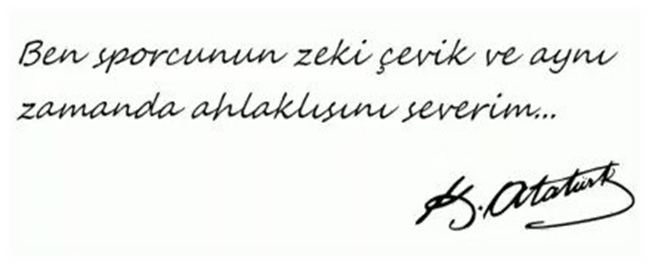 Ben sporcunun zeki çevik ve aynı
zamanda ahlaklısını severim...
K. Atatürk